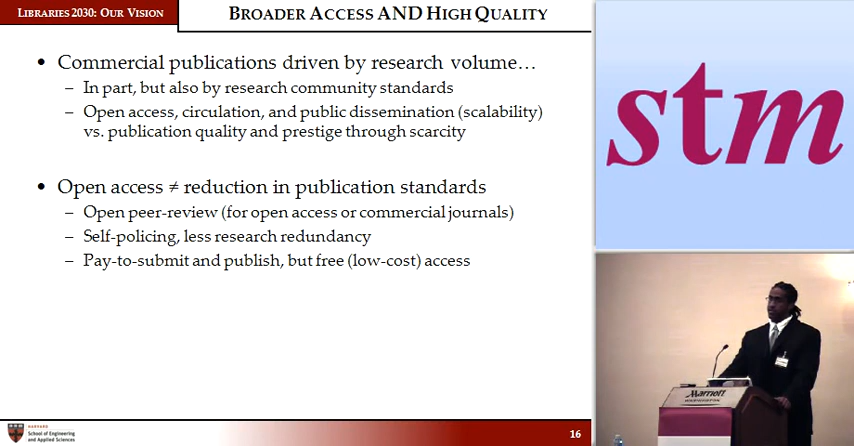 LIBRARIES 2030: OUR VISION
BROADER ACCESS AND HIGH QUALITY
• Commercial publications driven by research volume…
– In part, but also by research community standards
– Open access, circulation, and public dissemination (scalability)
vs. publication quality and prestige through scarcity
• Open access ≠ reduction in publication standards
– Open peer-review (for open access or commercial journals)
– Self-policing, less research redundancy
– Pay-to-submit and publish, but free (low-cost) access
HARVARD
School of Engineering
and Applied Sciences
16
stm
Marriott
WASHINGTON